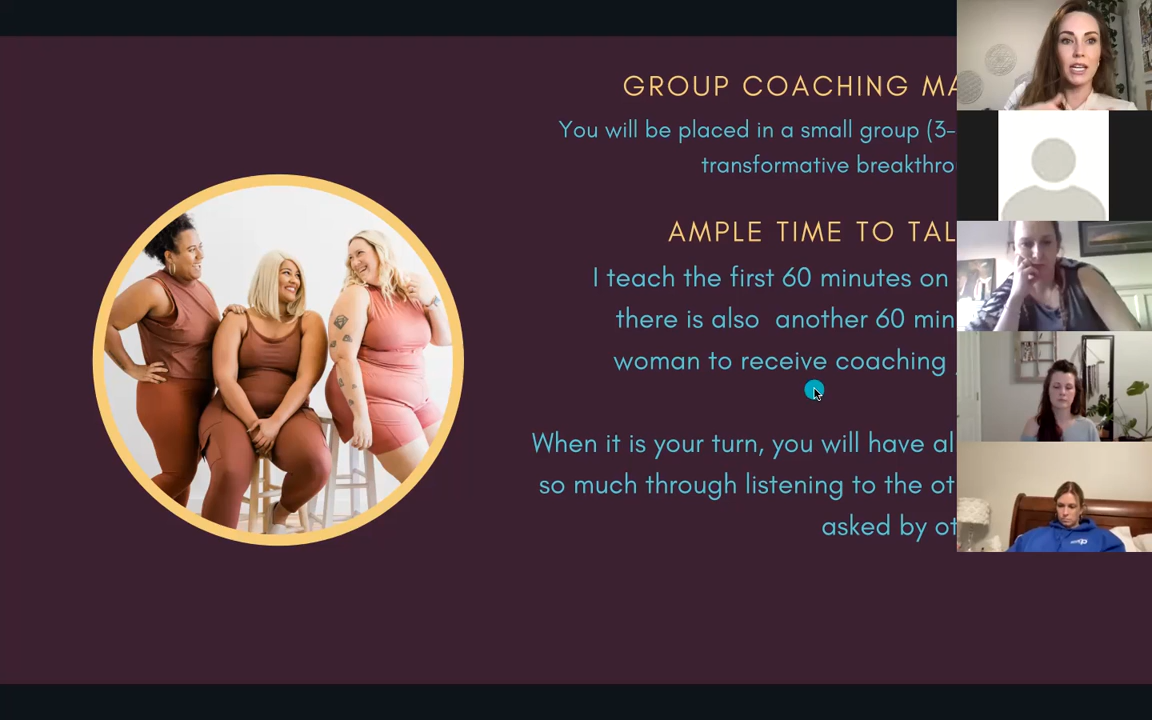 GROUP COACHING MA
You will be placed in a small group (3-
transformative breakthro
AMPLE TIME TO TAL
I teach the first 60 minutes on
there is also another 60 min
woman to receive coaching
When it is your turn, you will have al
so much through listening to the ot
asked by ot